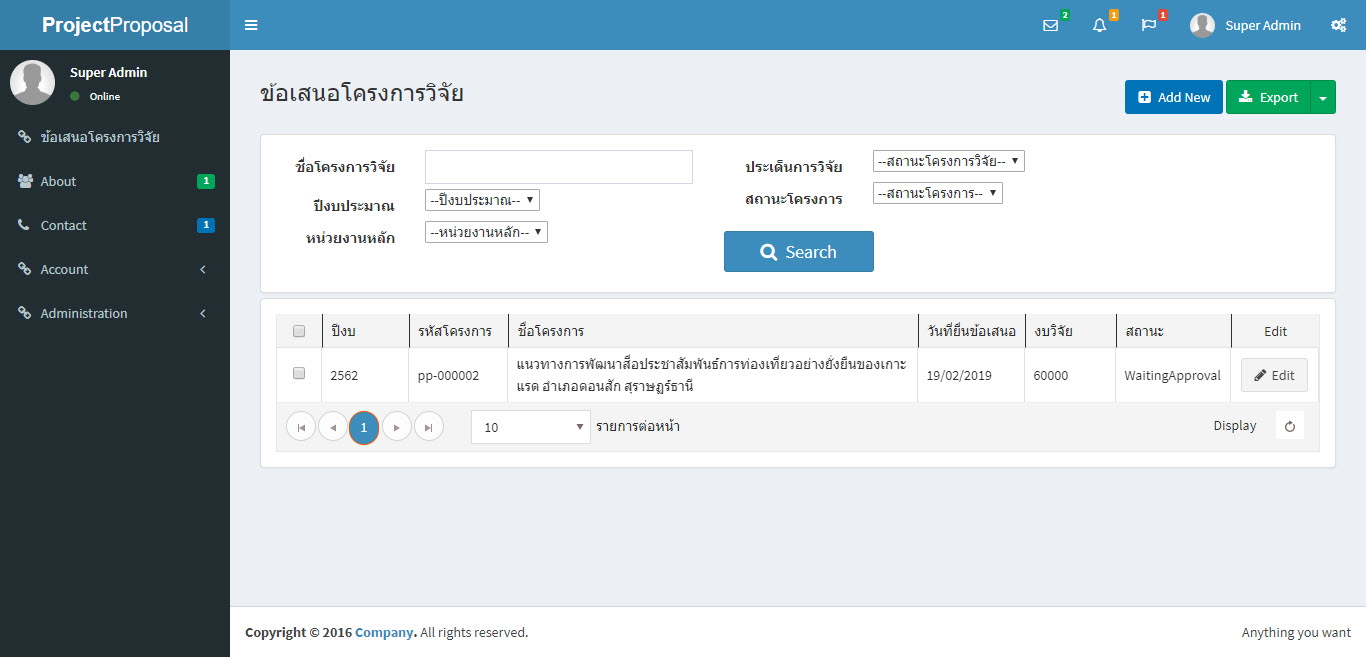 ProjectProposal
2
1
1
Super Admin
Super Admin
Online
ข้อเสนอโครงการวิจัย
About 1
Contact 1
Account
Administration
ข้อเสนอโครงการวิจัย
Add New
Export
ชื่อโครงการวิจัย
ประเด็นการวิจัย --สถานะโครงการวิจัย--
ปีงบประมาณ --ปีงบประมาณ--
สถานะโครงการ --สถานะโครงการ--
หน่วยงานหลัก --หน่วยงานหลัก--
Search
ปีงบ รหัสโครงการ ชื่อโครงการ วันที่ยื่นข้อเสนอ งบวิจัย สถานะ Edit
2562 pp-000002 แนวทางการพัฒนาสื่อประชาสัมพันธ์การท่องเที่ยวอย่างยั่งยืนของเกาะ
แรต อำเภอดอนสัก สุราษฏร์ธานี 19/02/2019 60000 WaitingApproval Edit
1 10 รายการต่อหน้า Display
Copyright © 2016 Company. All rights reserved. Anything you want